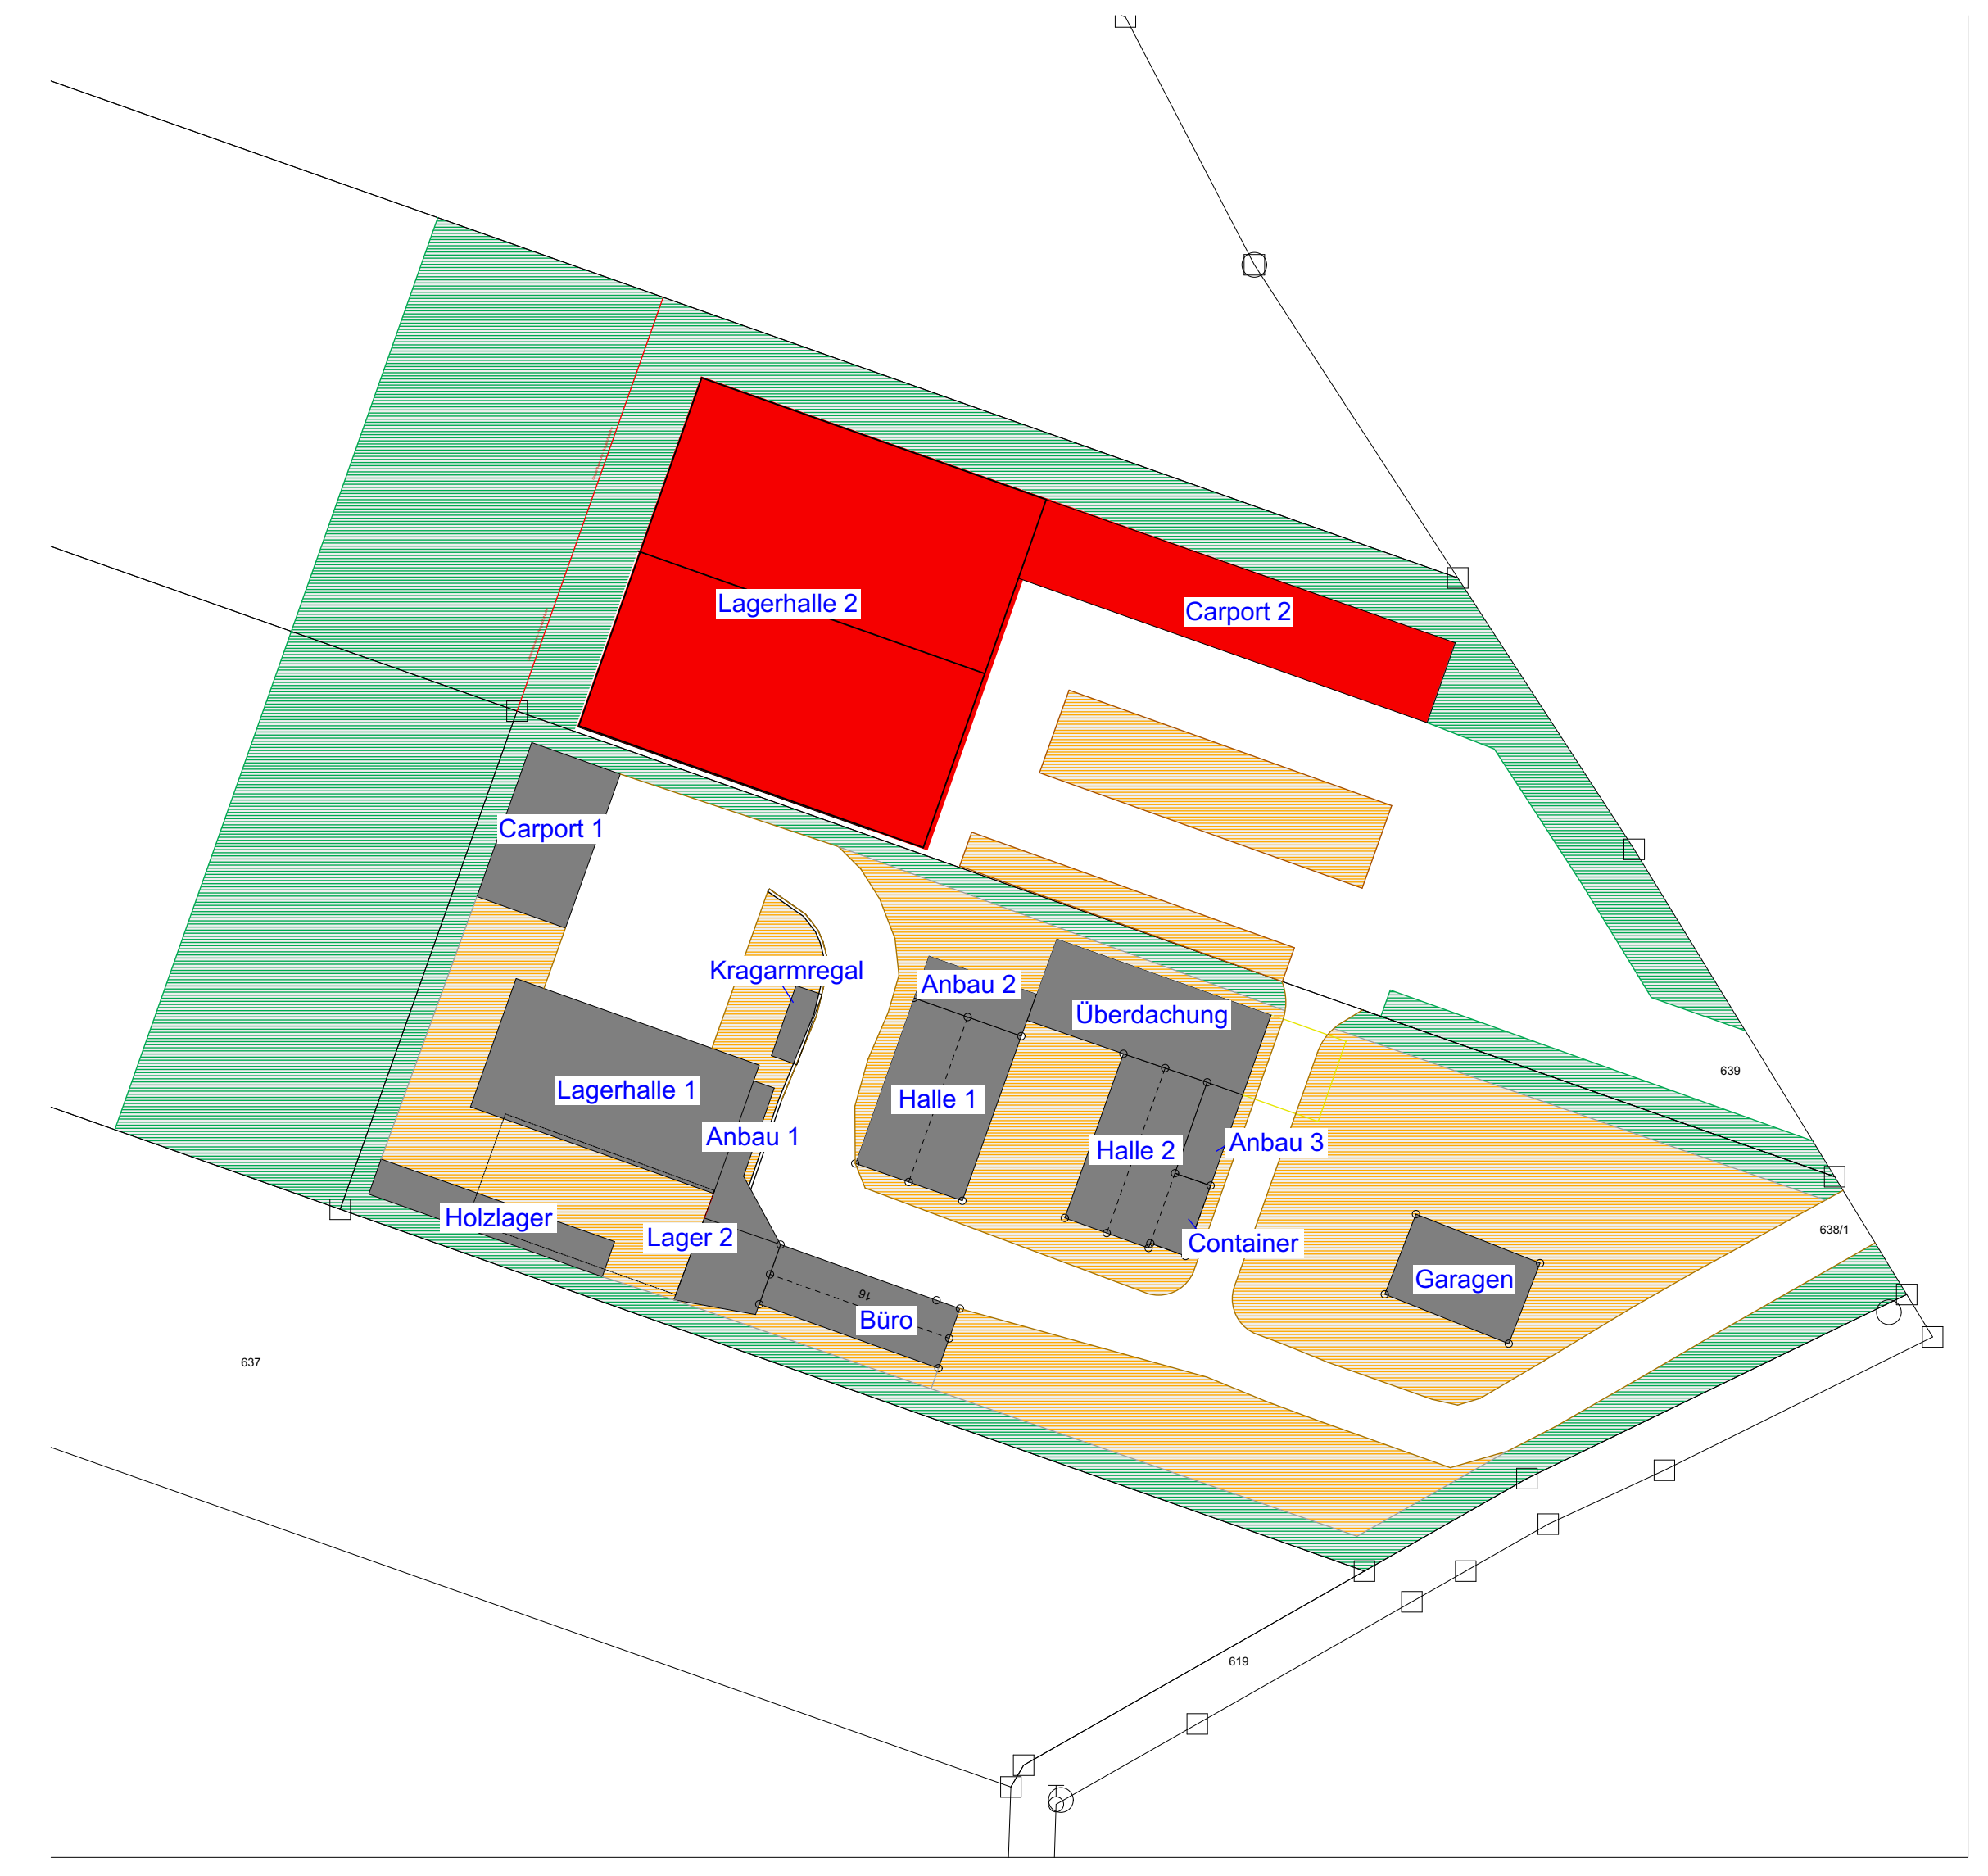 Lagerhalle 2
Carport 2
Carport 1
Kragarmregal
Anbau 2
Überdachung
Lagerhalle 1
Halle 1
639
Anbau 1
Halle 2
Anbau 3
Holzlager
Lager 2
Container
638/1
Garagen
16
Büro
637
619